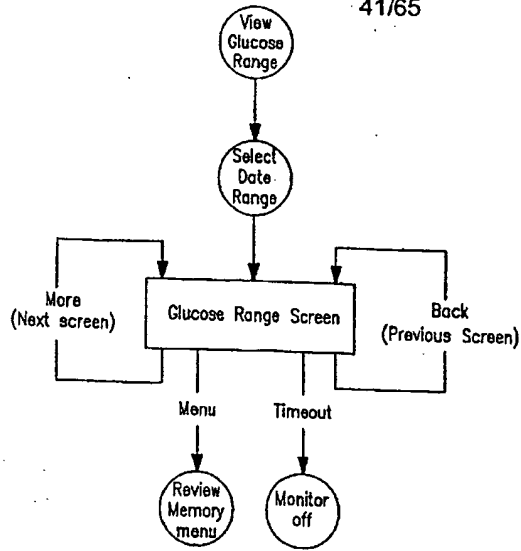 41/65
View
Glucose
Range
Select
Date
Range
More
(Next screen)
Glucose Range Screen
Back
(Previous Screen)
Menu
Timeout
Review
Memory
menu
Monitor
off